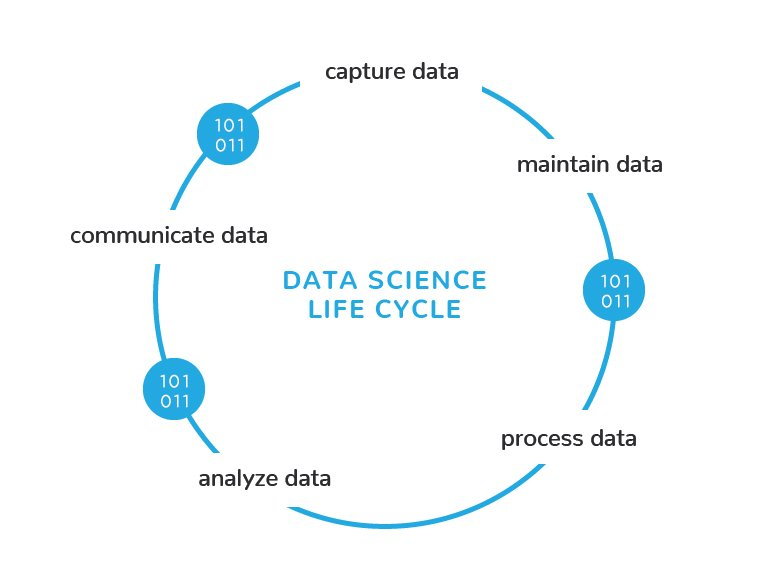 capture data
101
011
maintain data
communicate data
DATA SCIENCE
LIFE CYCLE
101
011
101
011
process data
analyze data